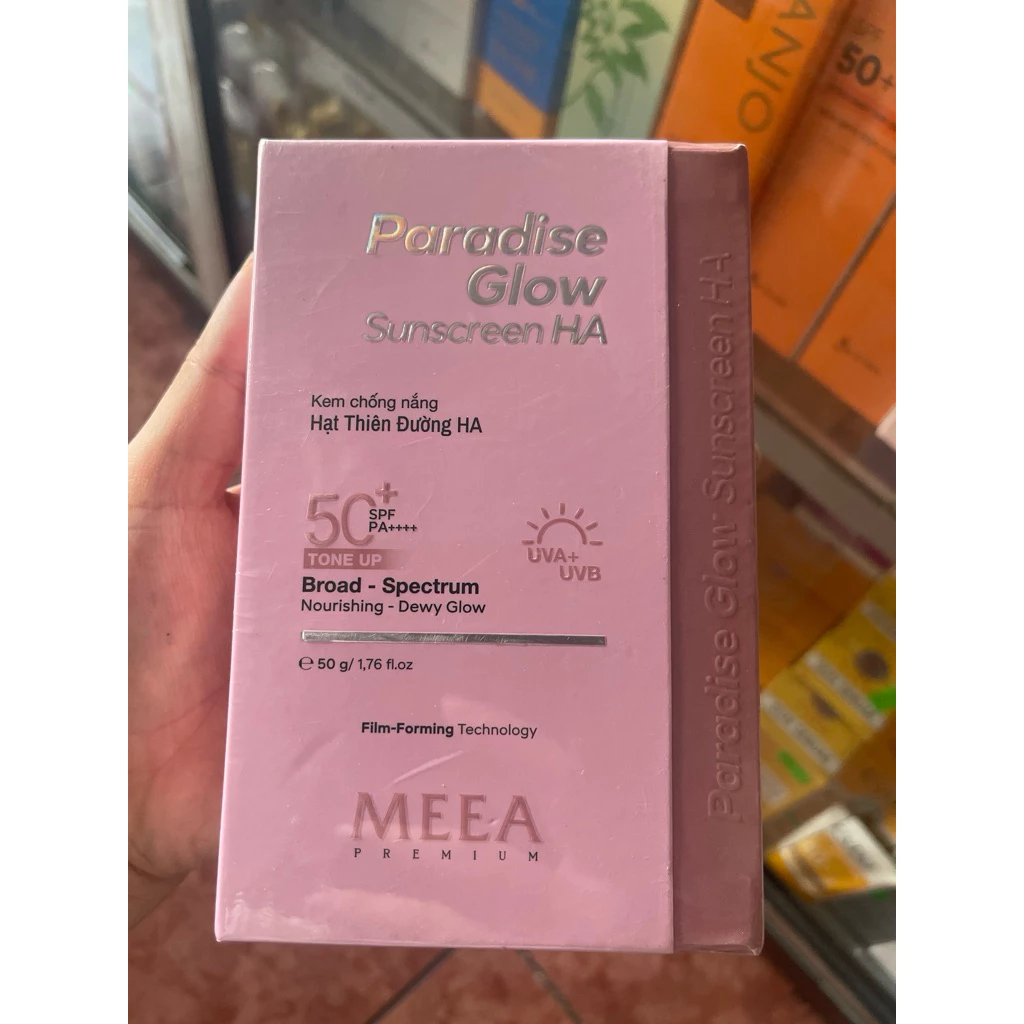 Paradise
Glow
Sunscreen HA
Kem chống nắng
Hạt Thiên Đường HA
50+
SPF
PA++++
TONE UP
UVA+
UVB
Broad - Spectrum
Nourishing - Dewy Glow
℮ 50 g/ 1,76 fl.oz
Film-Forming Technology
MEEA
PREMIUM
Paradise Glow Sunscreen HA
ANJO
SPF
50+